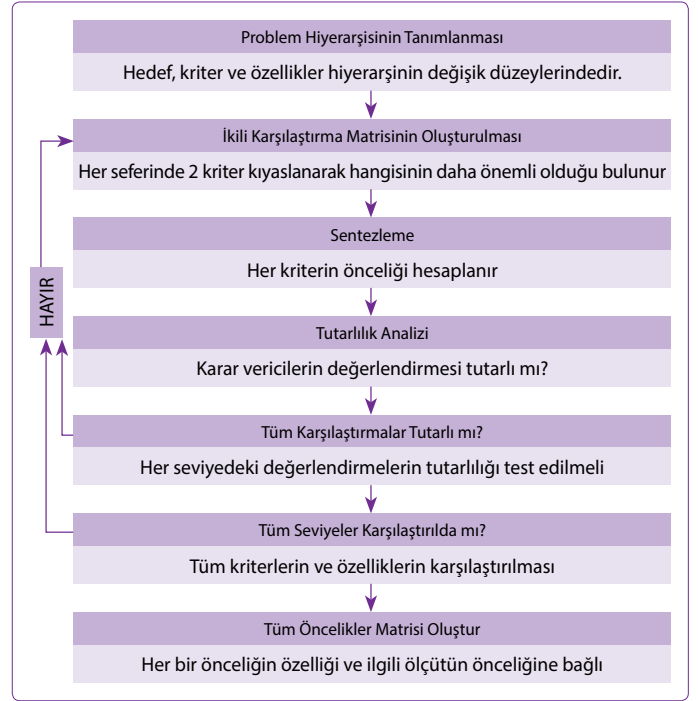 Problem Hiyerarşisinin Tanımlanması
Hedef, kriter ve özellikler hiyerarşinin değişik düzeylerindedir.
İkili Karşılaştırma Matrisinin Oluşturulması
Her seferinde 2 kriter kıyaslanarak hangisinin daha önemli olduğu bulunur
Sentezleme
Her kriterin önceliği hesaplanır
HAYIR
Tutarlılık Analizi
Karar vericilerin değerlendirmesi tutarlı mı?
Tüm Karşılaştırmalar Tutarlı mı?
Her seviyedeki değerlendirmelerin tutarlılığı test edilmeli
Tüm Seviyeler Karşılaştırılda mı?
Tüm kriterlerin ve özelliklerin karşılaştırılması
Tüm Öncelikler Matrisi Oluştur
Her bir önceliğin özelliği ve ilgili ölçütün önceliğine bağlı